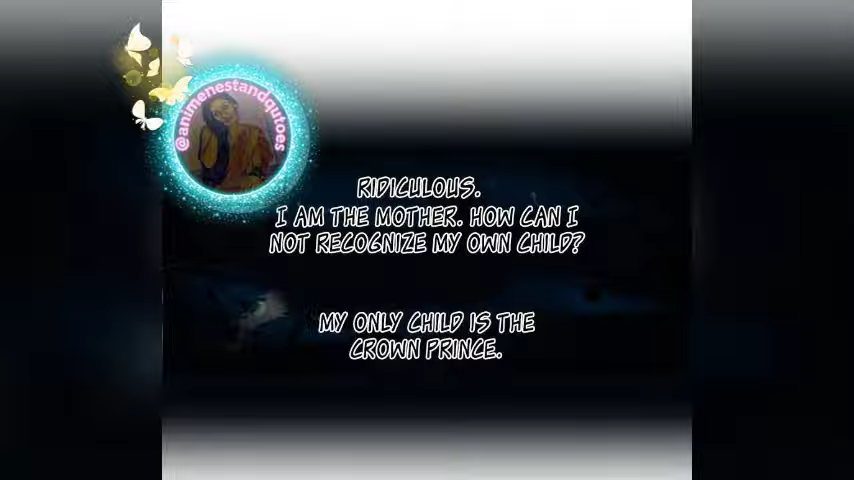 @animenestandqutoes
RIDICULOUS.
I AM THE MOTHER. HOW CAN I
NOT RECOGNIZE MY OWN CHILD?
MY ONLY CHILD IS THE
CROWN PRINCE.